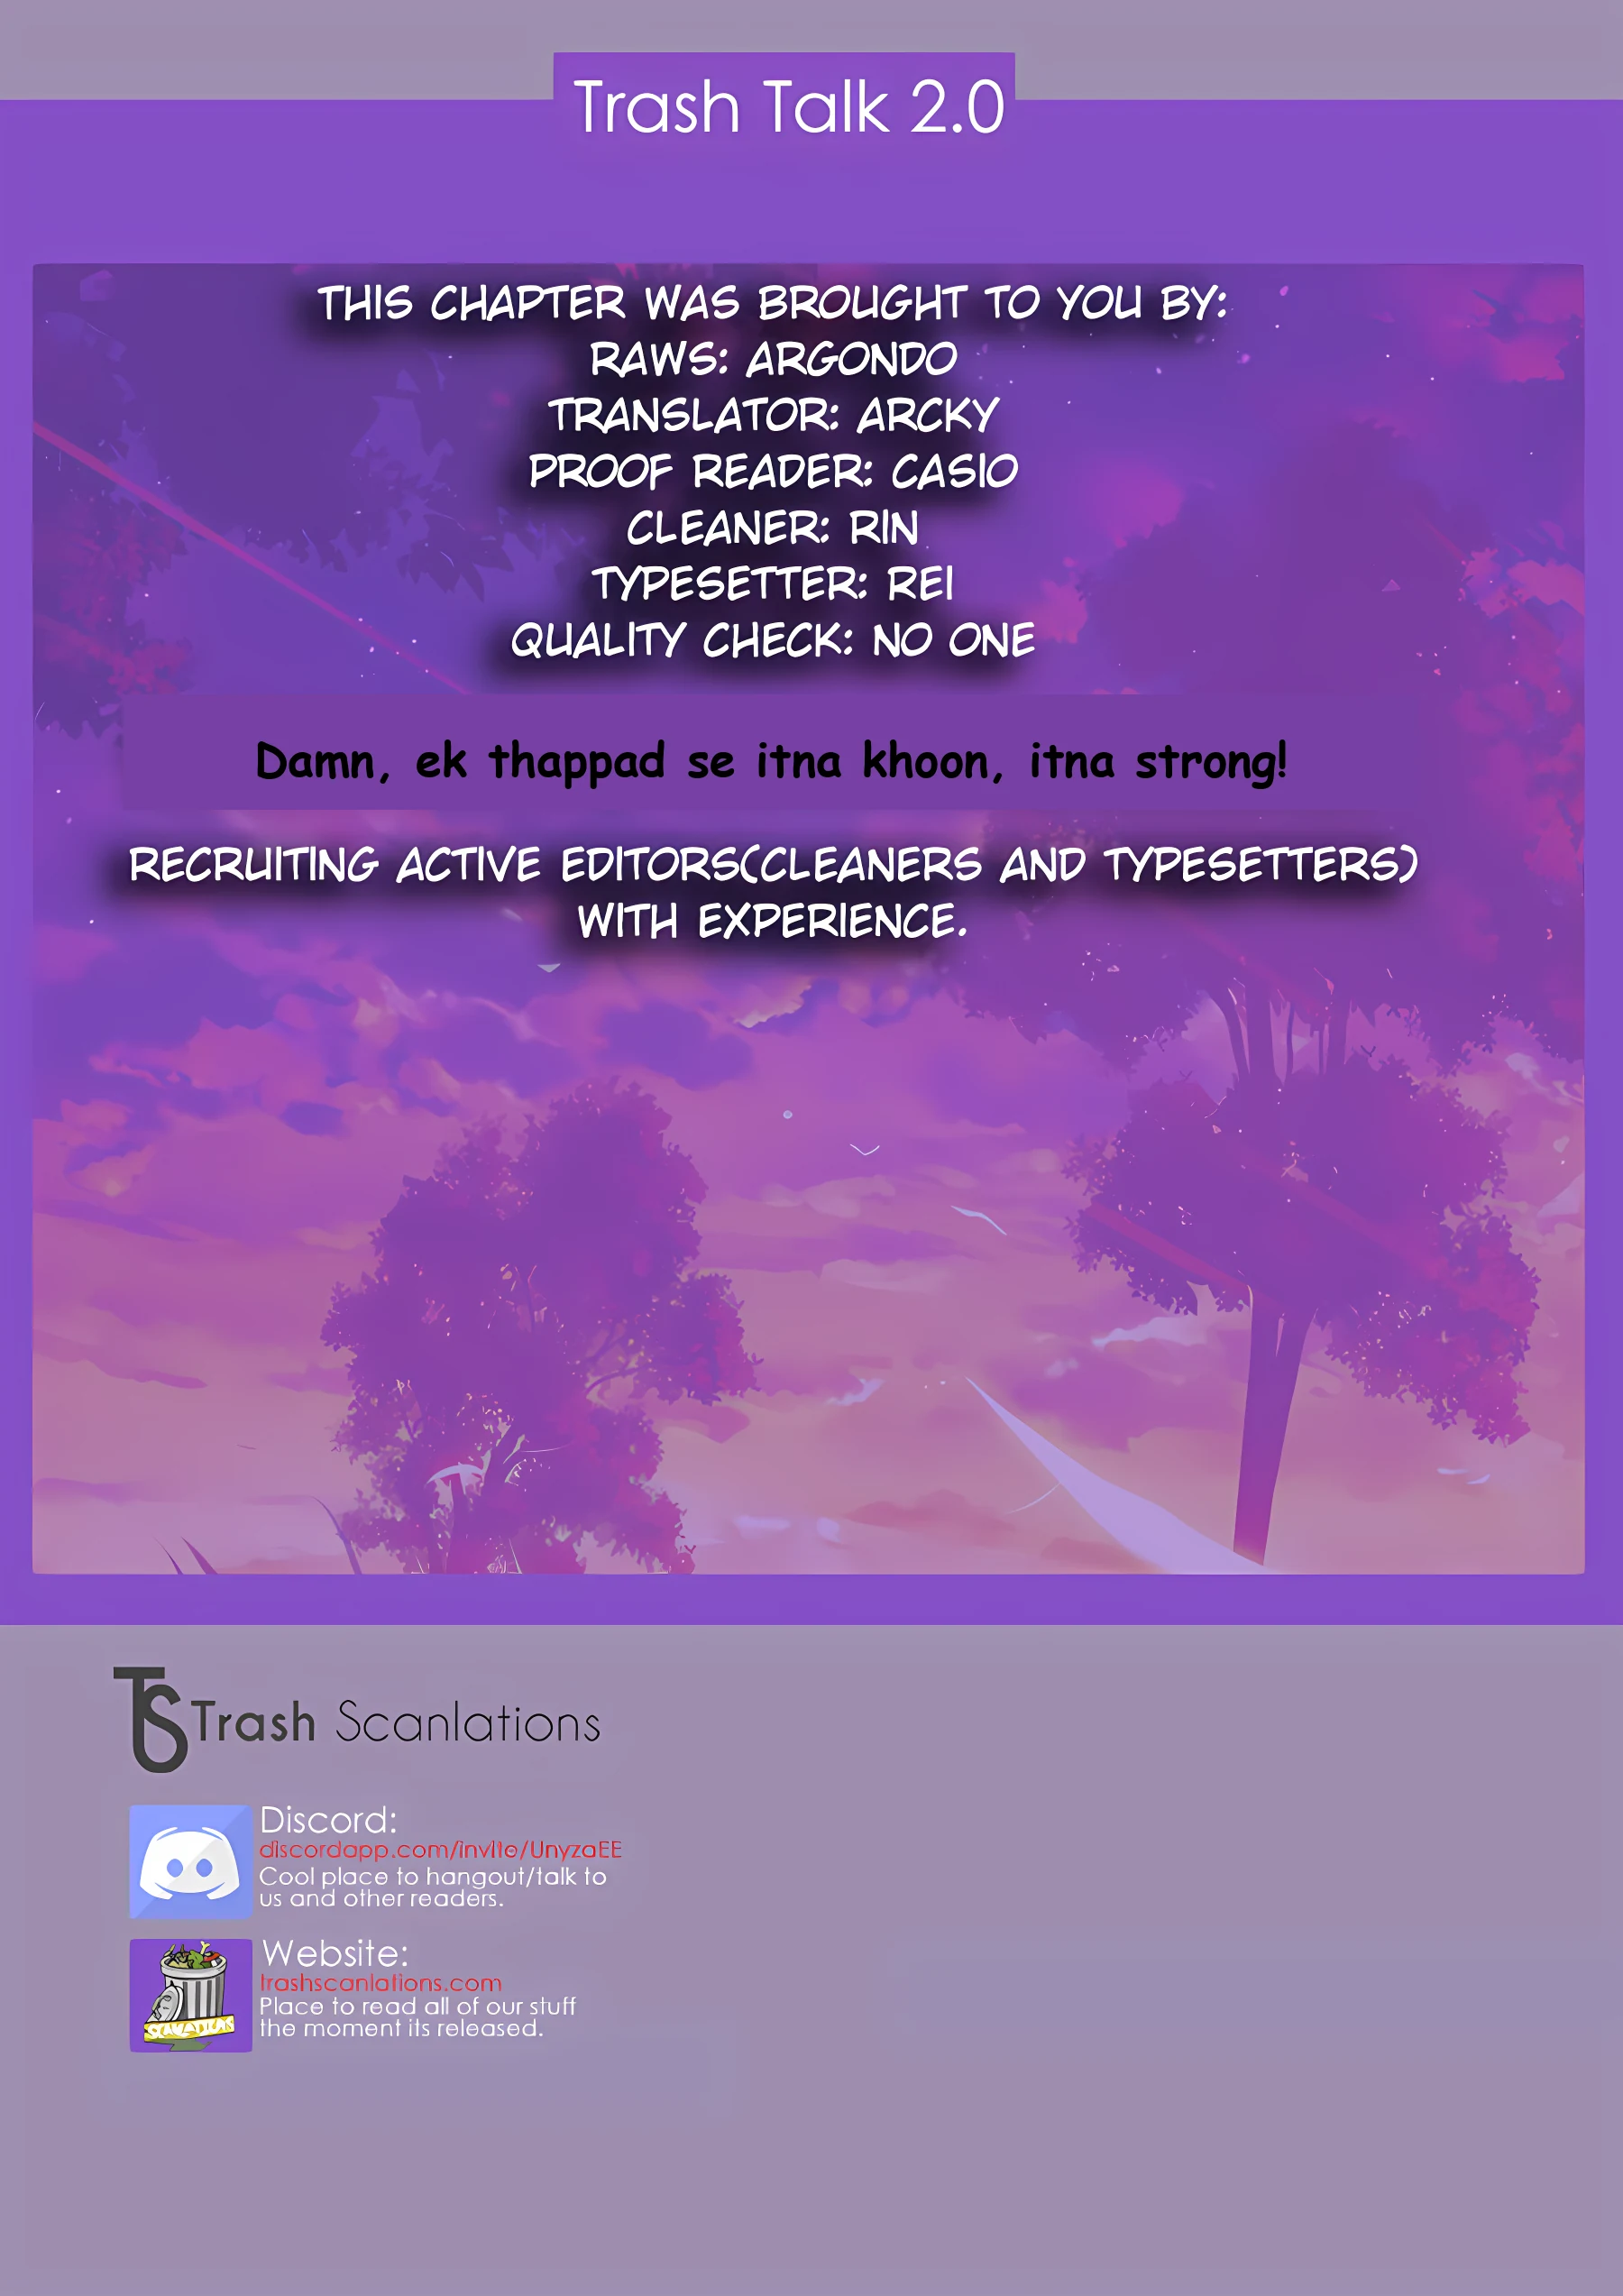 Trash Talk 2.0
THIS CHAPTER WAS BROUGHT TO YOU BY:
RAWS: ARGONDO
TRANSLATOR: ARCKY
PROOF READER: CASIO
CLEANER: RIN
TYPESETTER: REI
QUALITY CHECK: NO ONE
Damn, ek thappad se itna khoon, itna strong!
RECRUITING ACTIVE EDITORS(CLEANERS AND TYPESETTERS)
WITH EXPERIENCE.
TS Trash Scanlations
Discord:
discordapp.com/invite/UnyzaEE
Cool place to hangout/talk to
us and other readers.
Website:
trashscanlations.com
SCANLATIONS
Place to read all of our stuff
the moment its released.